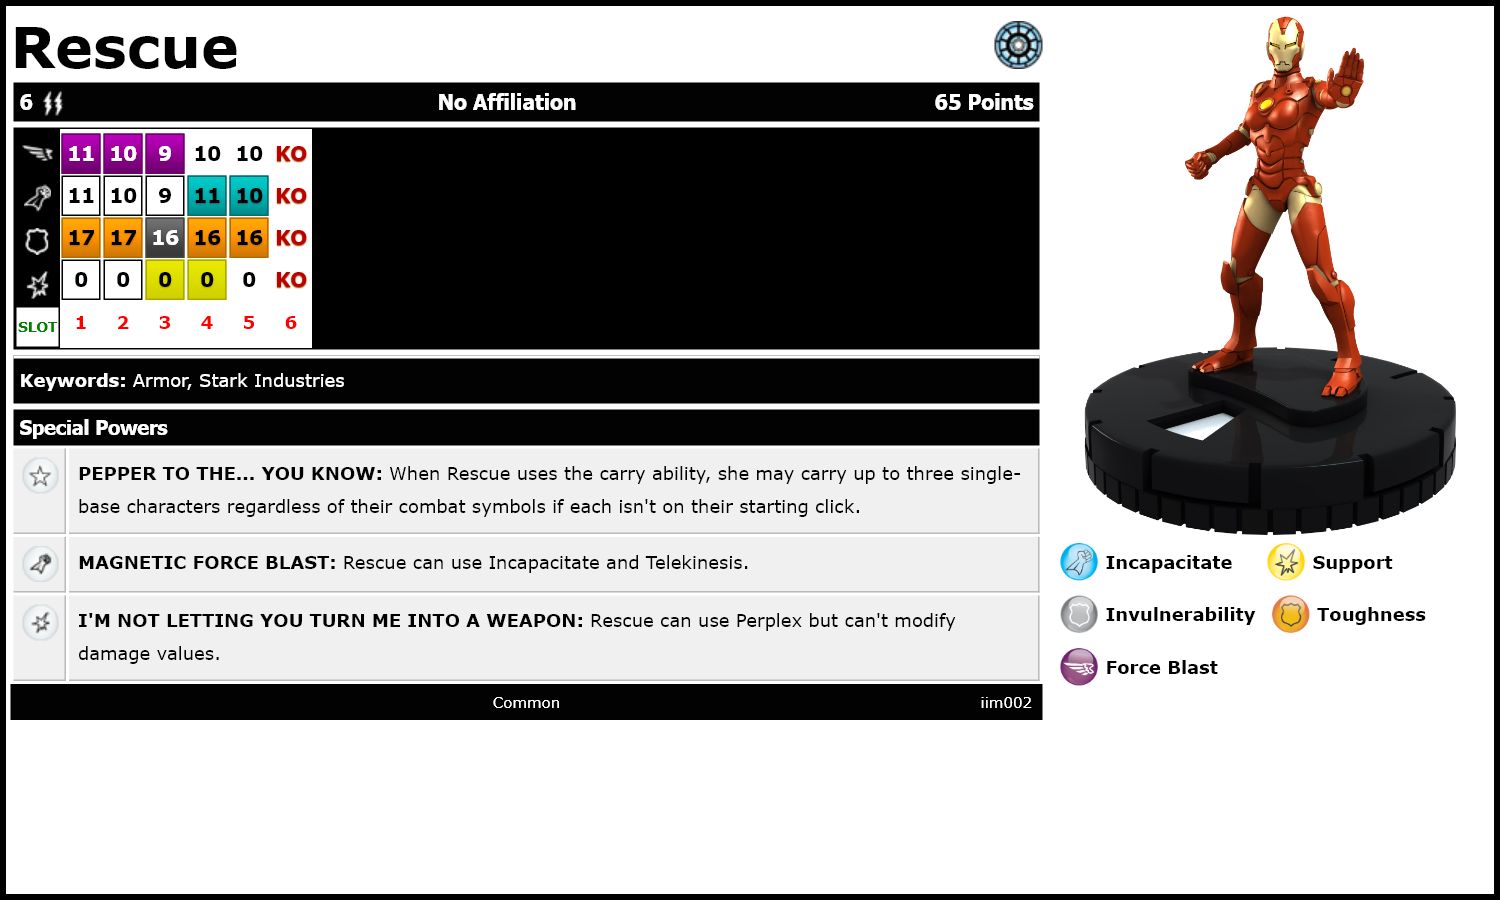 Rescue
6 No Affiliation 65 Points
11 10 9 10 10 KO
11 10 9 11 10 KO
17 17 16 16 16 KO
0 0 0 0 0 KO
SLOT 1 2 3 4 5 6
Keywords: Armor, Stark Industries
Special Powers
PEPPER TO THE... YOU KNOW: When Rescue uses the carry ability, she may carry up to three single-
base characters regardless of their combat symbols if each isn't on their starting click.
MAGNETIC FORCE BLAST: Rescue can use Incapacitate and Telekinesis.
I'M NOT LETTING YOU TURN ME INTO A WEAPON: Rescue can use Perplex but can't modify
damage values.
Common iim002
Incapacitate Support
Invulnerability Toughness
Force Blast